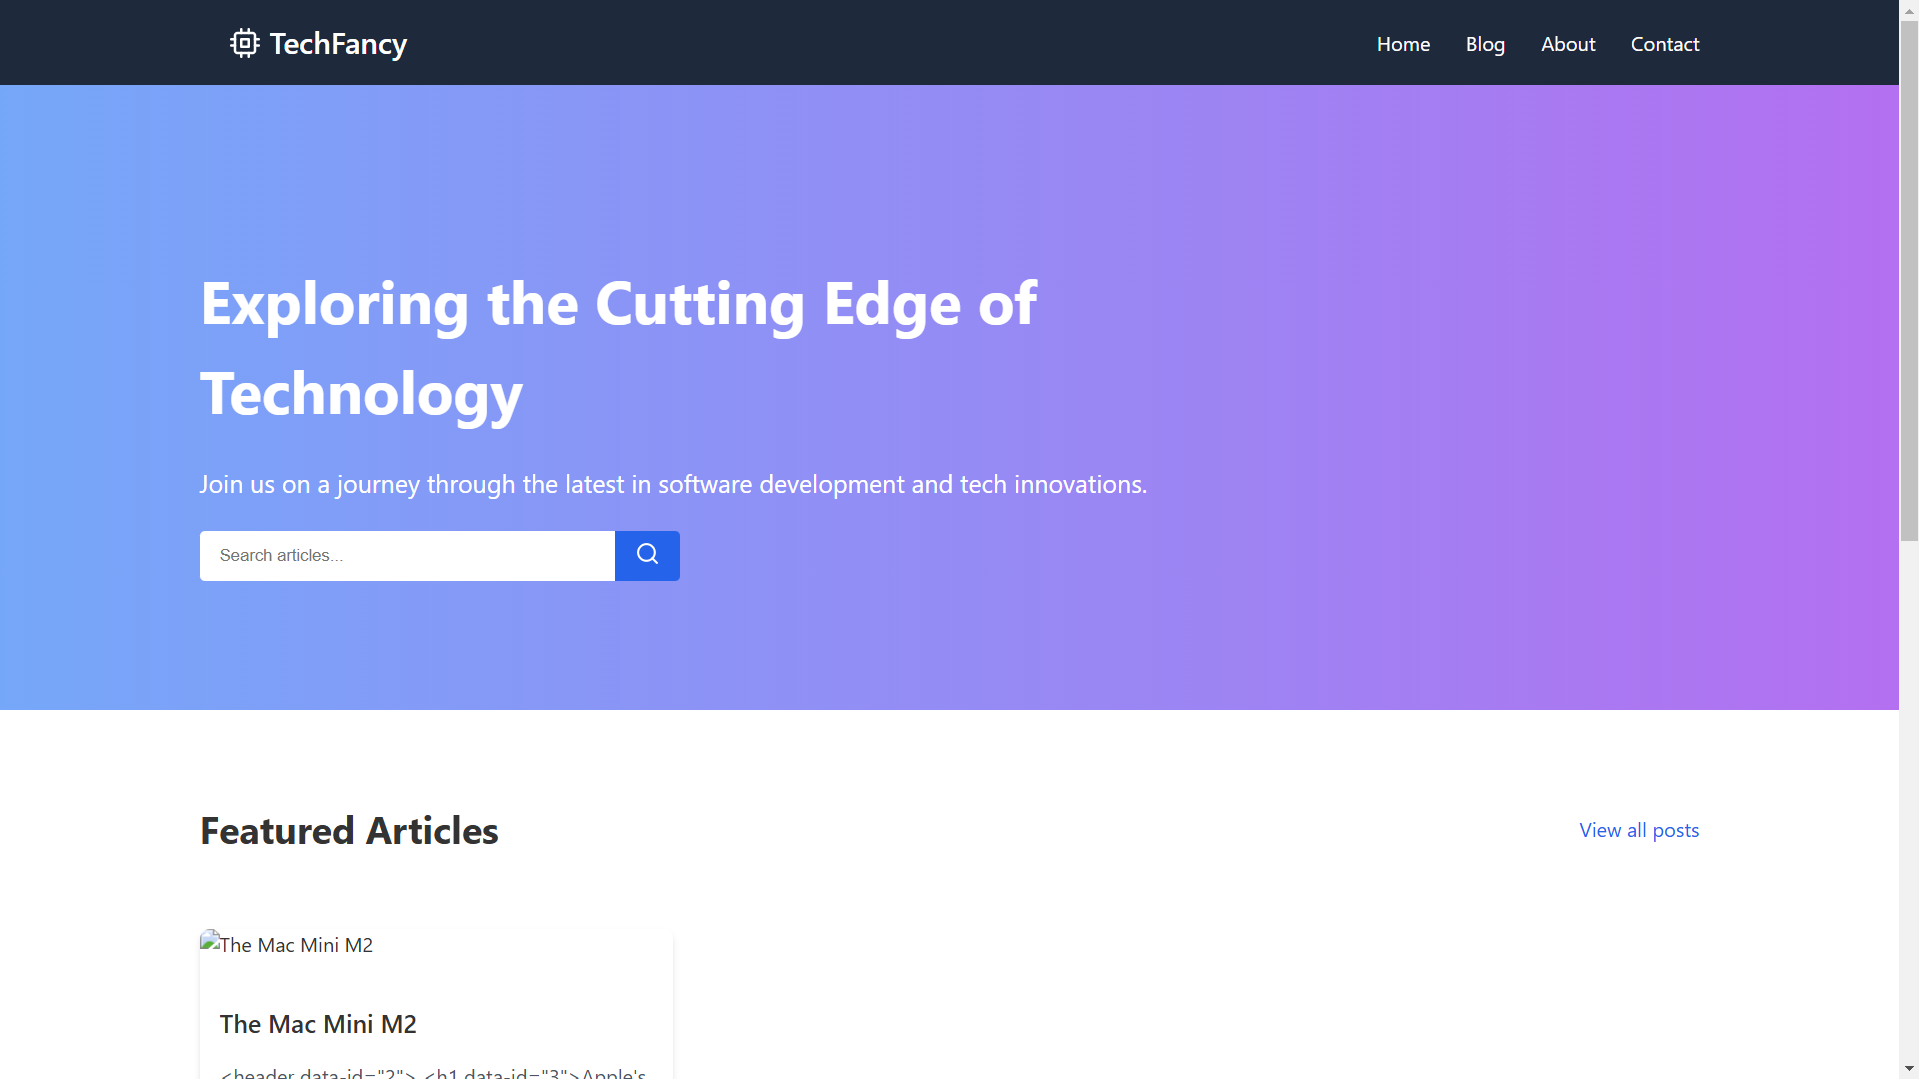 TechFancy
Home Blog About Contact
Exploring the Cutting Edge of
Technology
Join us on a journey through the latest in software development and tech innovations.
Search articles...
Featured Articles
View all posts
The Mac Mini M2
The Mac Mini M2
<header data-id="2"> <h1 data-id="3">Apple's